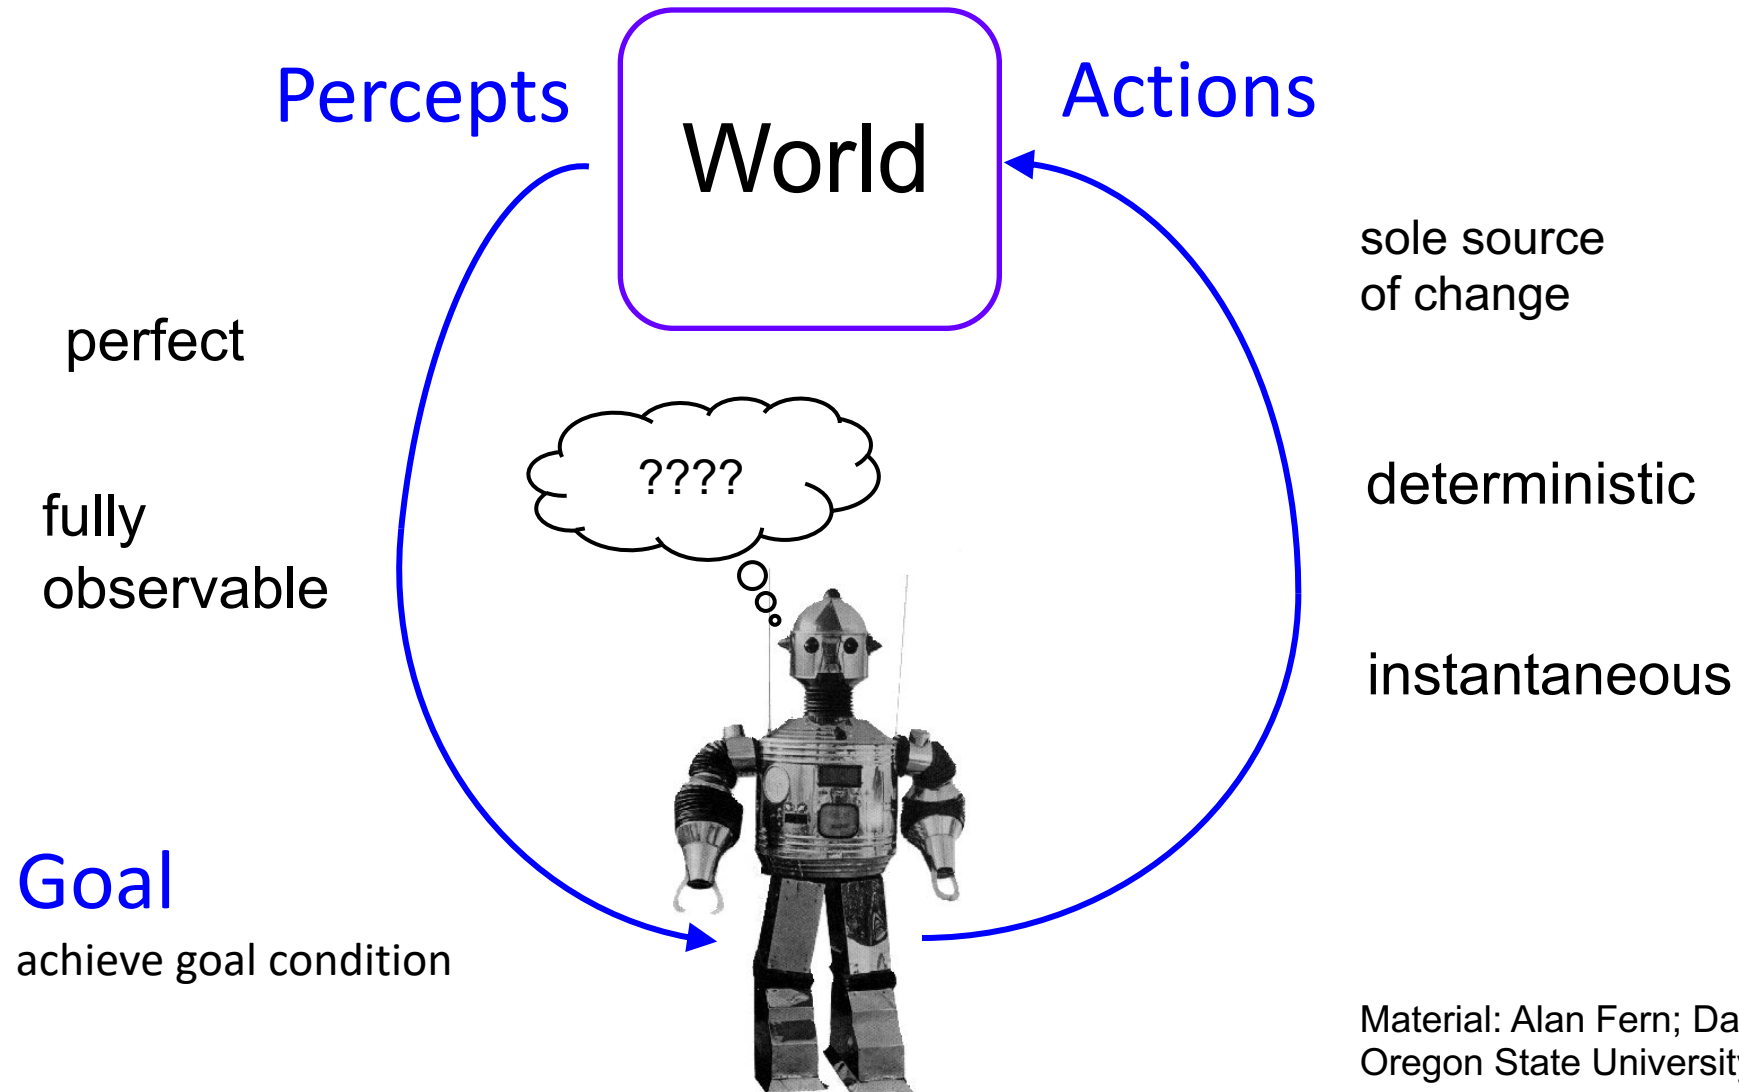 Percepts
World
Actions
sole source
of change
perfect
????
deterministic
fully
observable
instantaneous
Goal
achieve goal condition
Material: Alan Fern;
Oregon State University